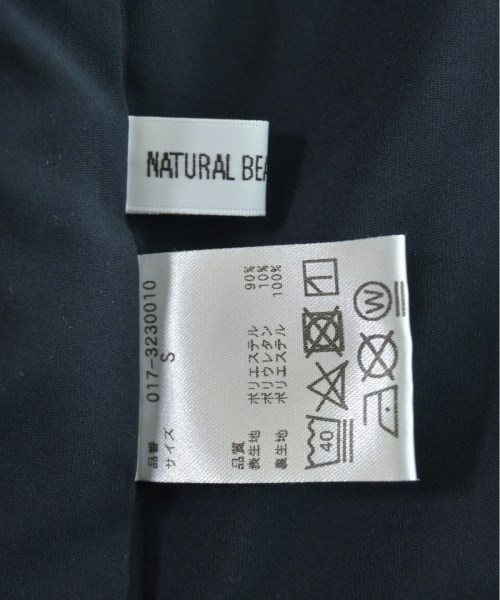 NATURAL BEA
品番 017-3230010
サイズ S
品質
表生地 ポリエステル 90%
ポリウレタン 10%
裏生地 ポリエステル 100%
40
W